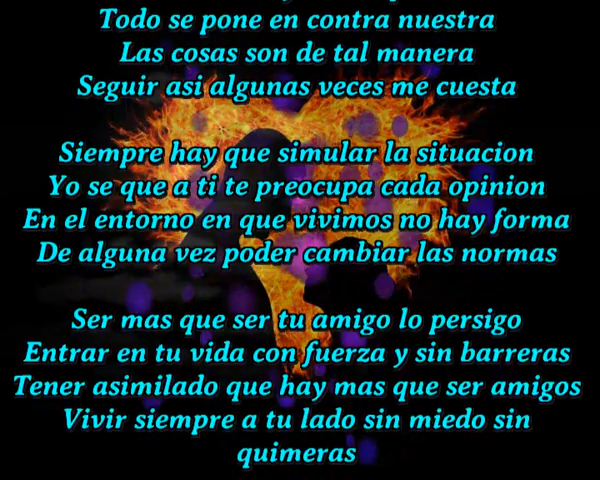 Todo se pone en contra nuestra
Las cosas son de tal manera
Seguir asi algunas veces me cuesta
Siempre hay que simular la situacion
Yo se que a ti te preocupa cada opinion
En el entorno en que vivimos no hay forma
De alguna vez poder cambiar las normas
Ser mas que ser tu amigo lo persigo
Entrar en tu vida con fuerza y sin barreras
Tener asimilado que hay mas que ser amigos
Vivir siempre a tu lado sin miedo sin
quimeras